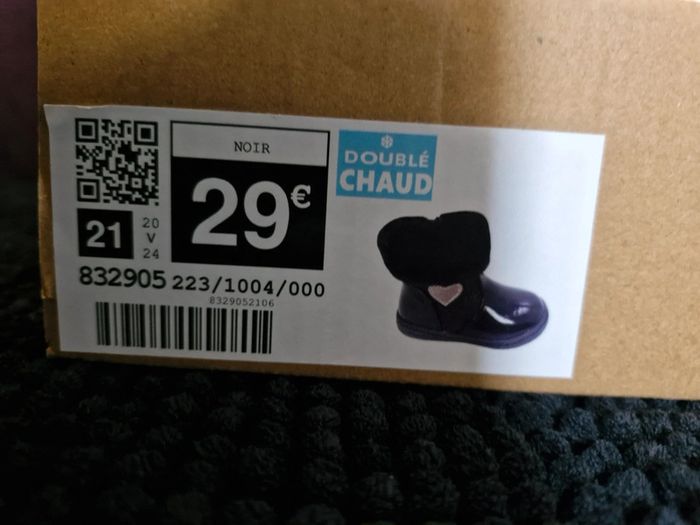 NOIR
29€
DOUBLÉ
CHAUD
21
20
V
24
832905 223/1004/000
8329052106